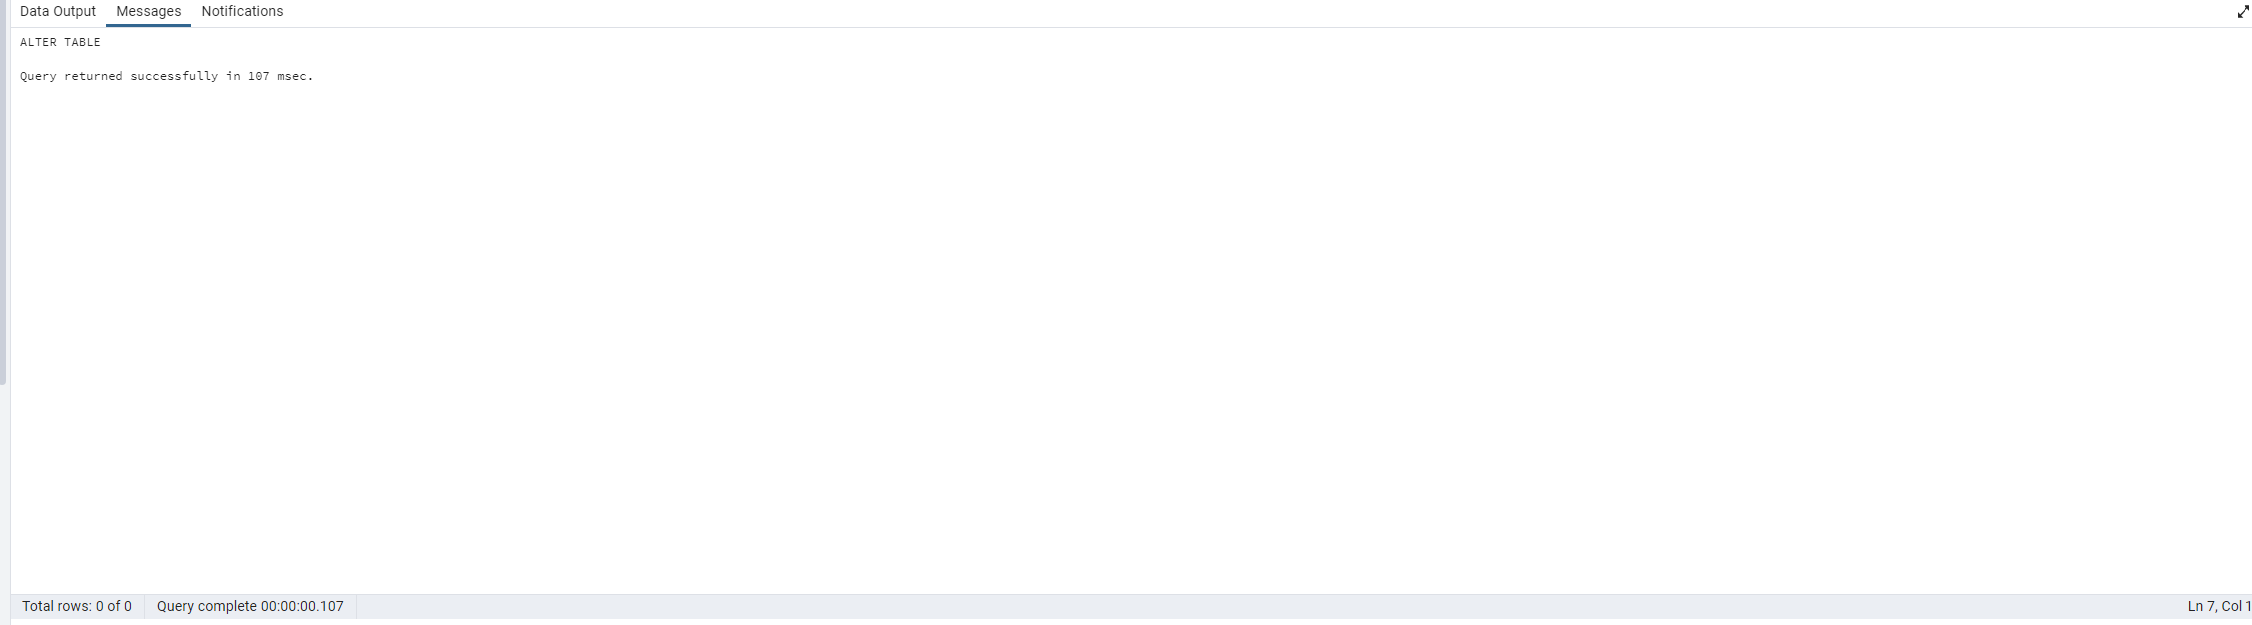 Data Output Messages Notifications
ALTER TABLE
Query returned successfully in 107 msec.
Total rows: 0 of 0 Query complete 00:00:00.107 Ln 7, Col 1